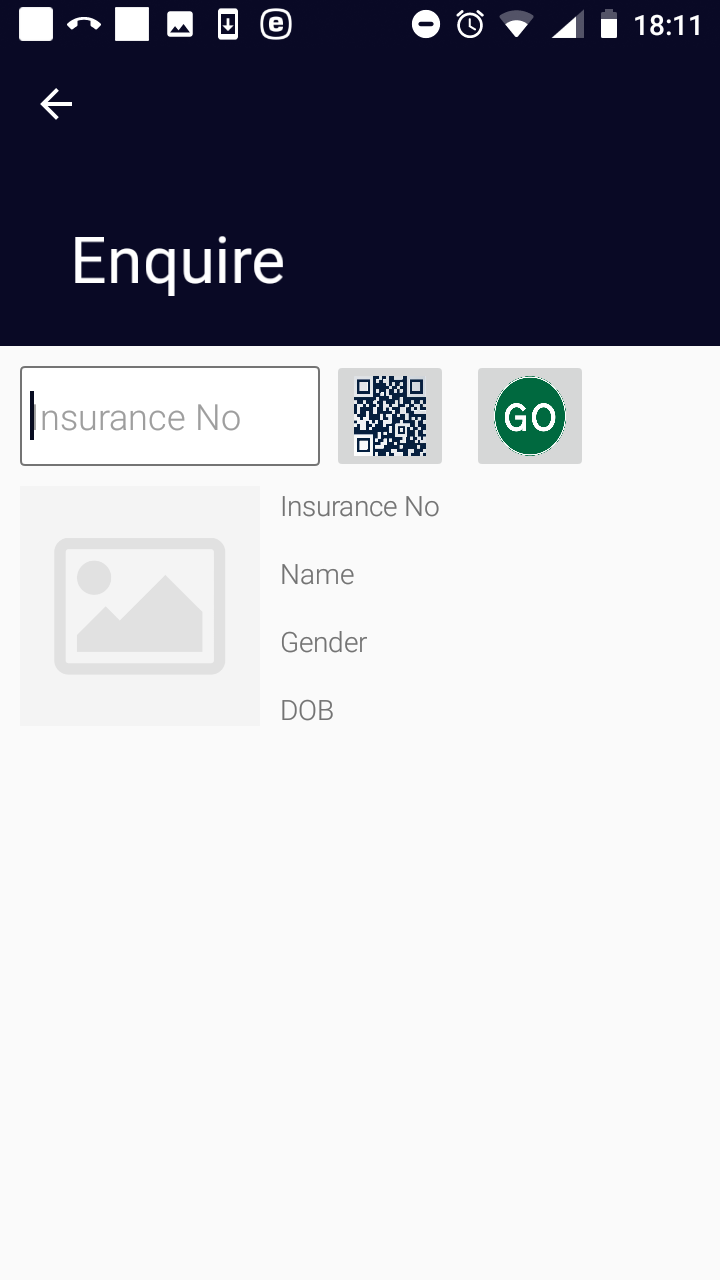 18:11
Enquire
Insurance No
GO
Insurance No
Name
Gender
DOB